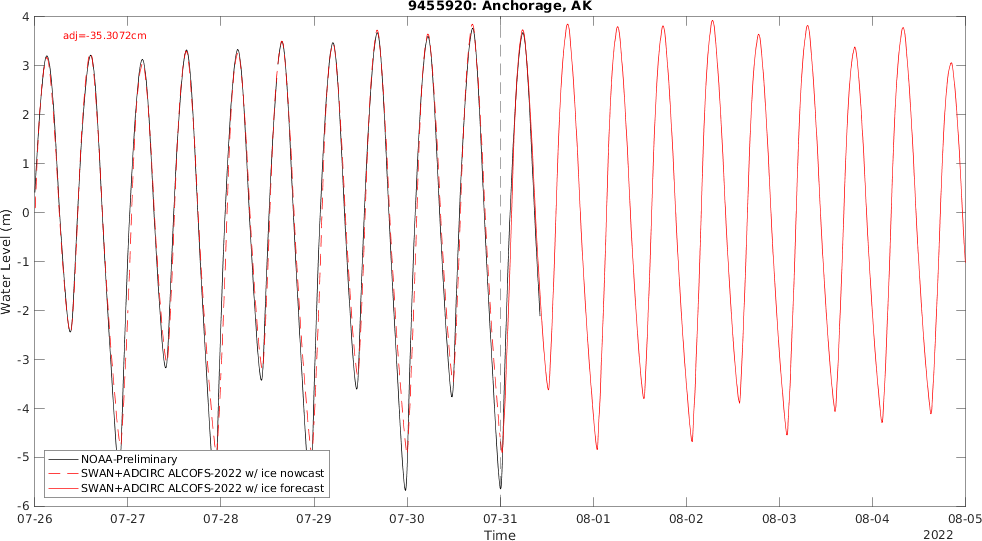 9455920: Anchorage, AK
adj=-35.3072cm
4
3
2
1
0
-1
-2
-3
-4
-5
-6
Water Level (m)
NOAA-Preliminary
SWAN+ADCIRC ALCOFS-2022 w/ ice nowcast
SWAN+ADCIRC ALCOFS-2022 w/ ice forecast
07-26 07-27 07-28 07-29 07-30 07-31 08-01 08-02 08-03 08-04 08-05
Time
2022